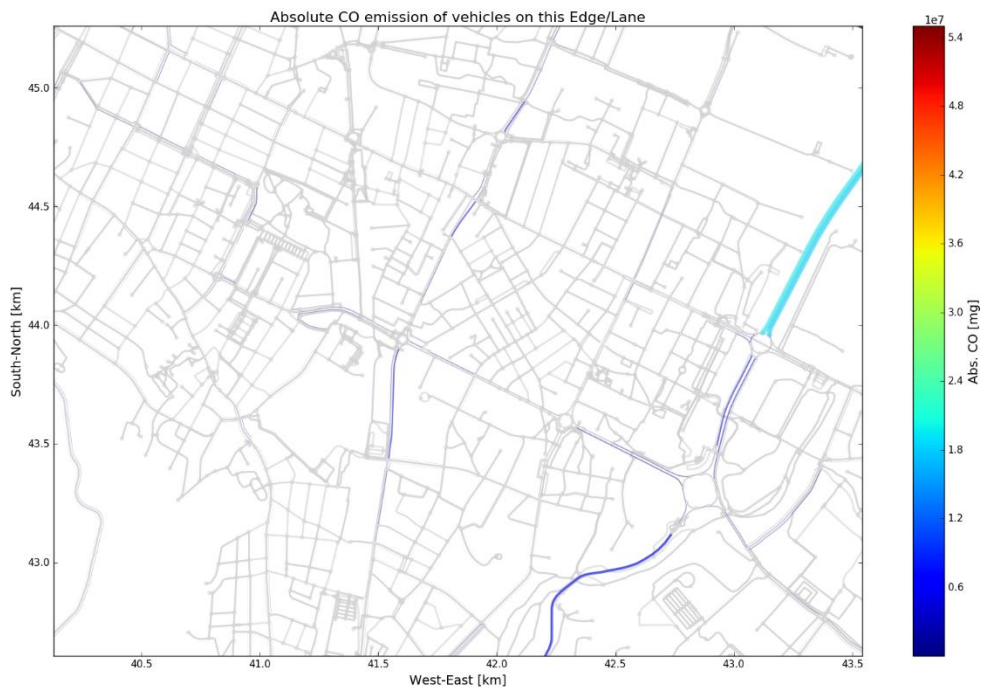 Absolute CO emission of vehicles on this Edge/Lane
1e7
5.4
4.8
4.2
3.6
3.0
2.4
1.8
1.2
0.6
Abs. CO [mg]
45.0
44.5
44.0
43.5
43.0
South-North [km]
40.5 41.0 41.5 42.0 42.5 43.0 43.5
West-East [km]